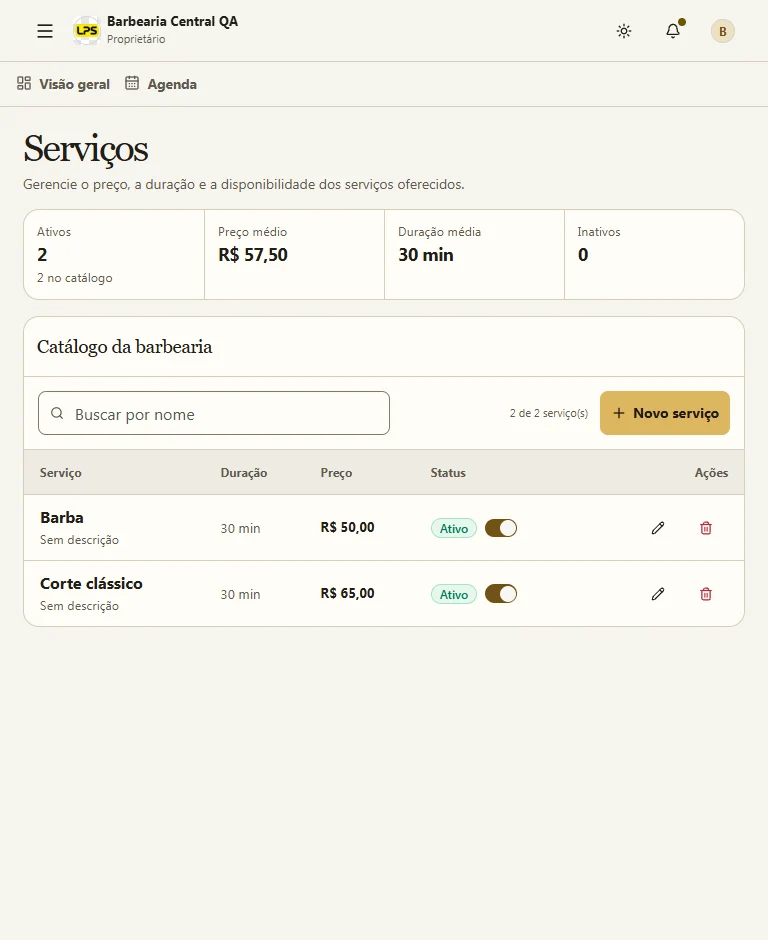 LPS
Barbearia Central QA
Proprietário
B
Visão geral
Agenda
Serviços
Gerencie o preço, a duração e a disponibilidade dos serviços oferecidos.
Ativos
2
2 no catálogo
Preço médio
R$ 57,50
Duração média
30 min
Inativos
0
Catálogo da barbearia
Buscar por nome
2 de 2 serviço(s)
+ Novo serviço
Serviço Duração Preço Status Ações
Barba
Sem descrição
30 min R$ 50,00 Ativo
Corte clássico
Sem descrição
30 min R$ 65,00 Ativo